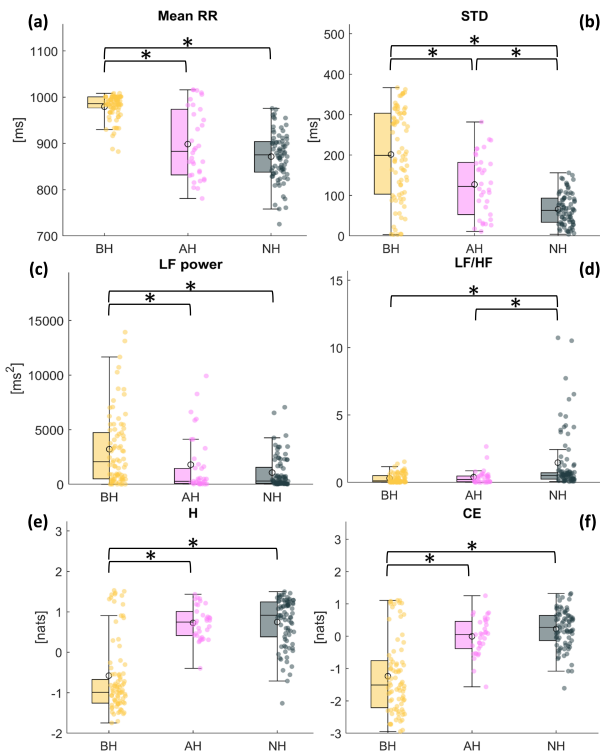 (a)
Mean RR
*
*
[ms]
1100
1000
900
800
700
BH
AH
NH
STD
(b)
*
*
*
[ms]
500
400
300
200
100
0
BH
AH
NH
(c)
LF power
*
*
[ms²]
15000
10000
5000
0
BH
AH
NH
LF/HF
(d)
*
*
15
10
5
0
BH
AH
NH
(e)
H
*
*
[nats]
3
2
1
0
-1
-2
BH
AH
NH
CE
(f)
*
*
[nats]
3
2
1
0
-1
-2
-3
BH
AH
NH